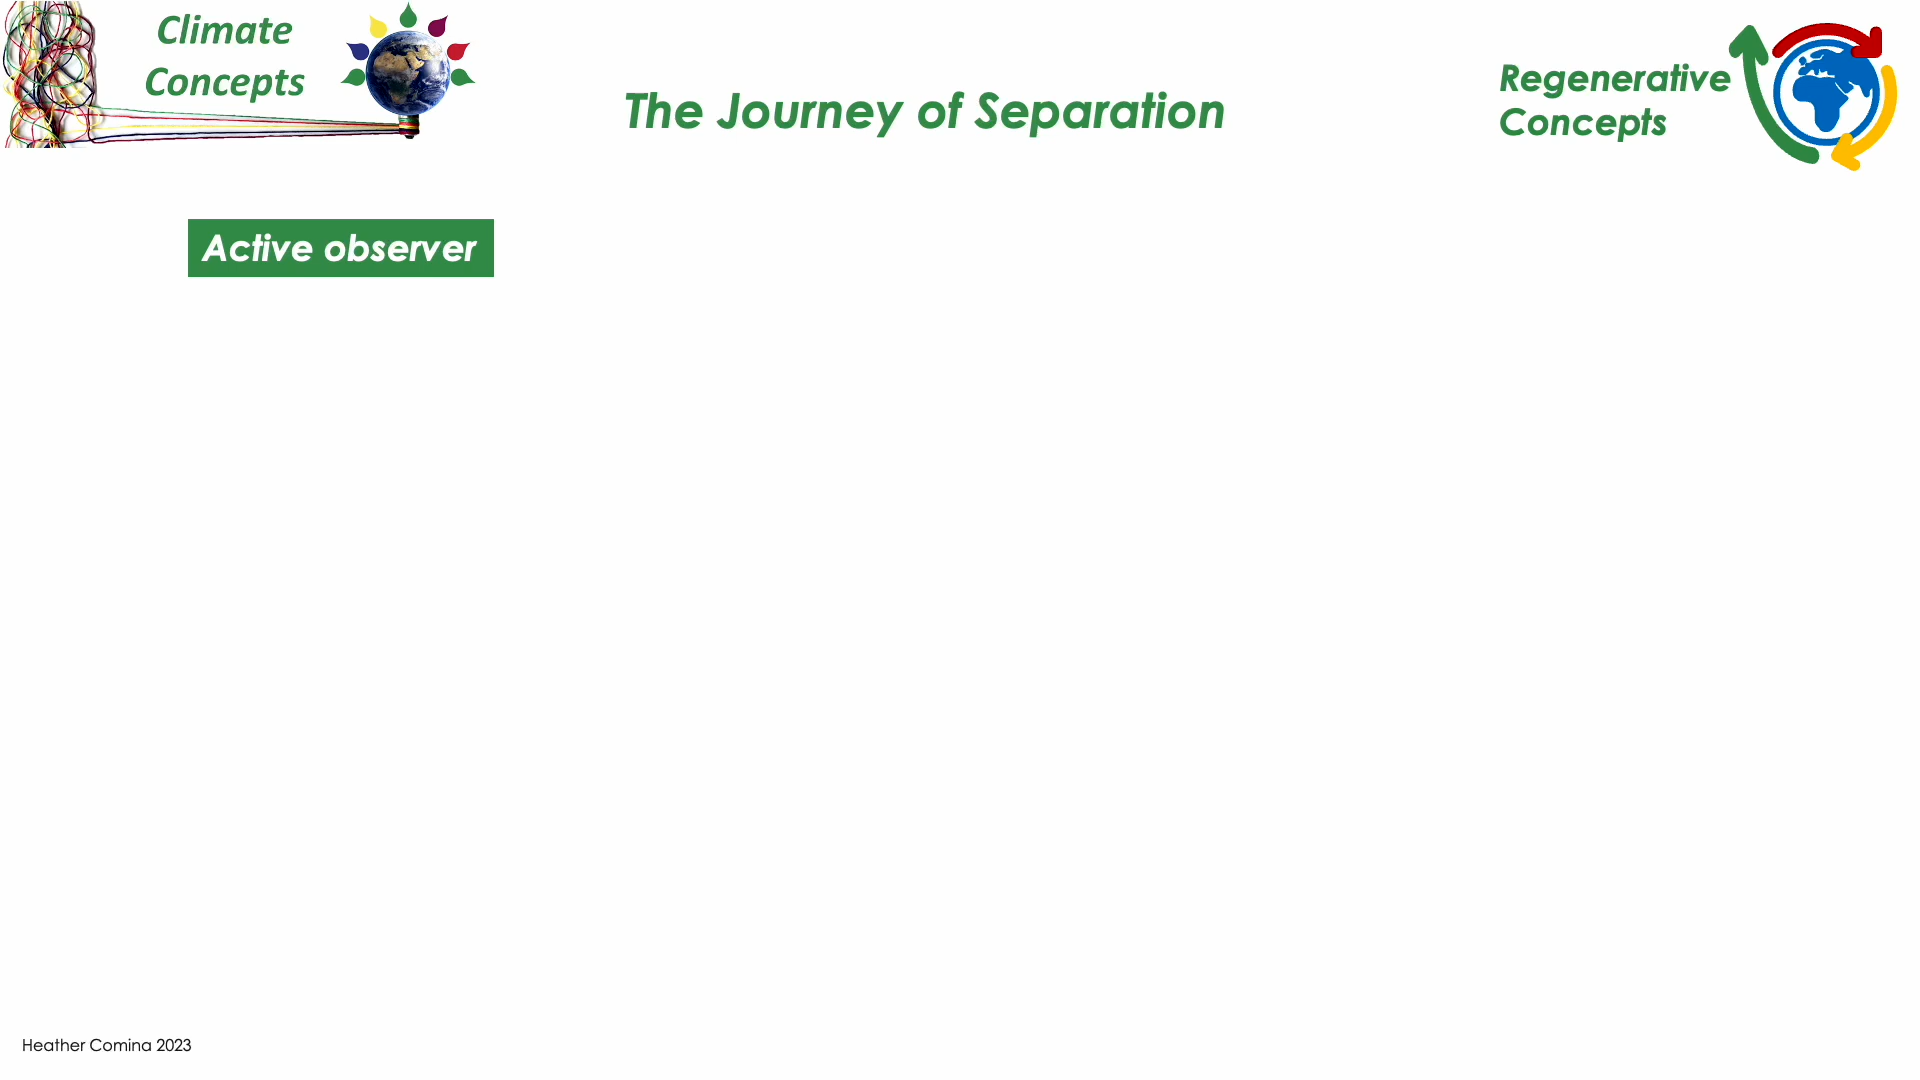 Climate
Concepts
The Journey of Separation
Regenerative
Concepts
Active observer
Heather Comina 2023